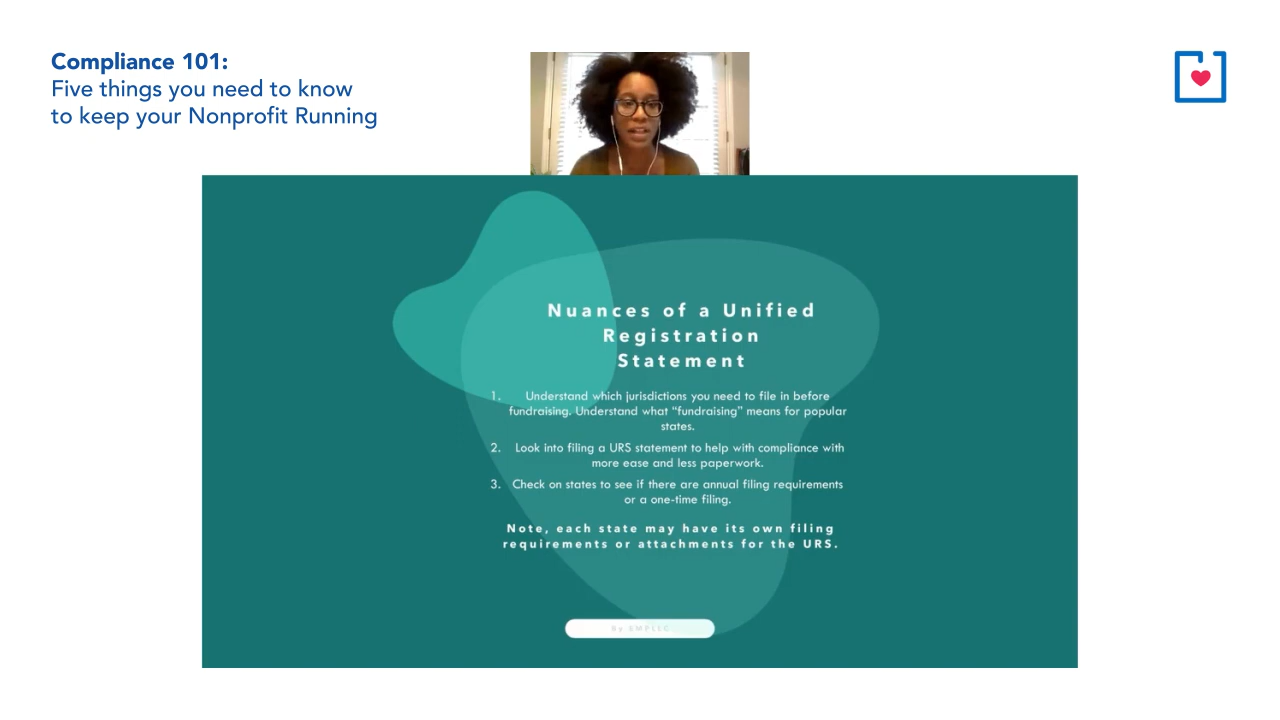 Compliance 101:
Five things you need to know
to keep your Nonprofit Running
Nuances of a Unified
Registration
Statement
1. Understand which jurisdictions you need to file in before
fundraising. Understand what “fundraising” means for popular
states.
2. Look into filing a URS statement to help with compliance with
more ease and less paperwork.
3. Check on states to see if there are annual filing requirements
or a one-time filing.
Note, each state may have its own filing
requirements or attachments for the URS.